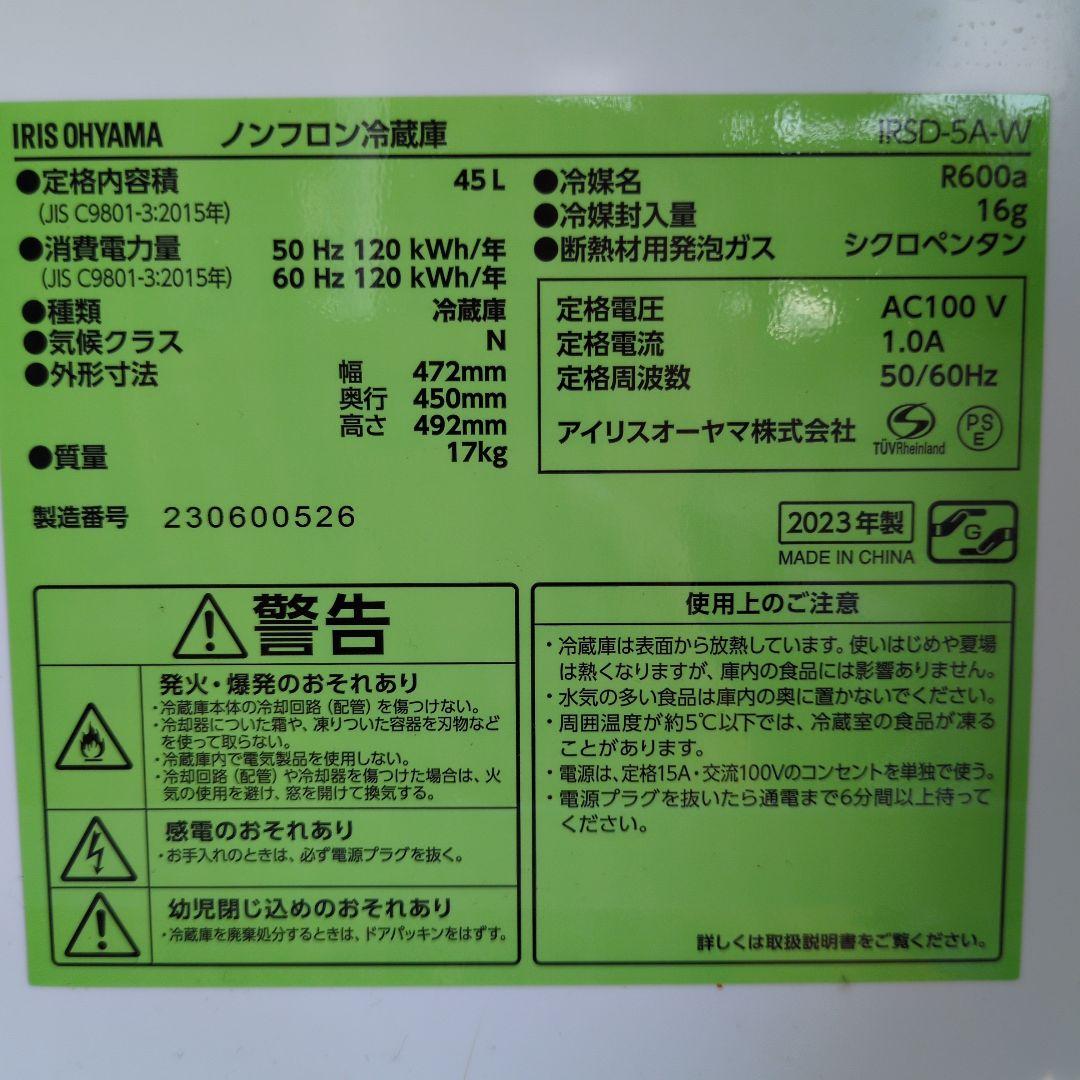 IRIS OHYAMA ノンフロン冷蔵庫 IRSD-5A-W
●定格内容積 45 L
(JIS C9801-3:2015年)
●消費電力量 50 Hz 120 kWh/年
(JIS C9801-3:2015年) 60 Hz 120 kWh/年
●種類 冷蔵庫
●気候クラス N
●外形寸法 幅 472mm
奥行 450mm
高さ 492mm
●質量 17kg
●冷媒名 R600a
●冷媒封入量 16g
●断熱材用発泡ガス シクロペンタン
定格電圧 AC100 V
定格電流 1.0A
定格周波数 50/60Hz
アイリスオーヤマ株式会社
TÜVRheinland
PS
E
製造番号 230600526
2023年製
MADE IN CHINA
G
警告
発火・爆発のおそれあり
・冷蔵庫本体の冷却回路(配管)を傷つけない。
・冷却器についた霜や、凍りついた容器を刃物など
を使って取らない。
・冷蔵庫内で電気製品を使用しない。
・冷却回路(配管)や冷却器を傷つけた場合は、火
気の使用を避け、窓を開けて換気する。
感電のおそれあり
・お手入れのときは、必ず電源プラグを抜く。
幼児閉じ込めのおそれあり
・冷蔵庫を廃棄処分するときは、ドアパッキンをはずす。
使用上のご注意
・冷蔵庫は表面から放熱しています。使いはじめや夏場
は熱くなりますが、庫内の食品には影響ありません。
・水気の多い食品は庫内の奥に置かないでください。
・周囲温度が約5℃以下では、冷蔵室の食品が凍る
ことがあります。
・電源は、定格15A・交流100Vのコンセントを単独で使う。
・電源プラグを抜いたら通電まで6分間以上待って
ください。
詳しくは取扱説明書をご覧ください。